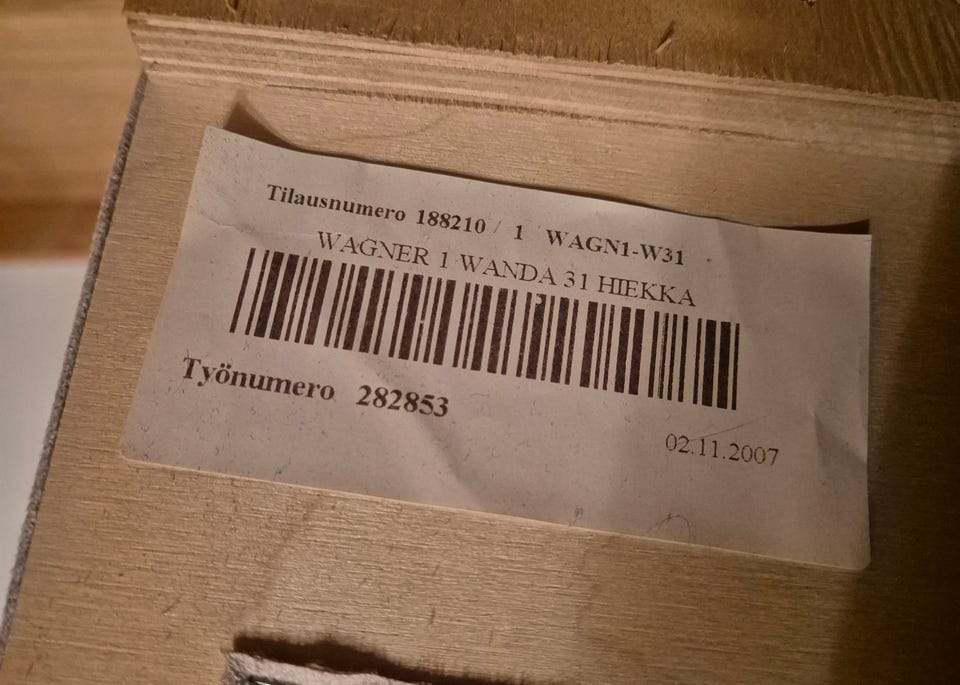 Tilausnumero 188210 / 1 WAGN1-W31
WAGNER 1 WANDA 31 HIEKKA
Työnumero 282853
02.11.2007